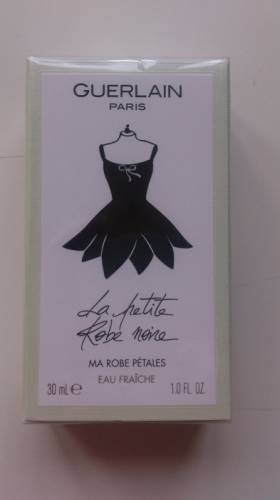 GUERLAIN
PARIS
La petite
Robe noire
MA ROBE PÉTALES
EAU FRAÎCHE
30 ml e 1.0 FL. OZ.